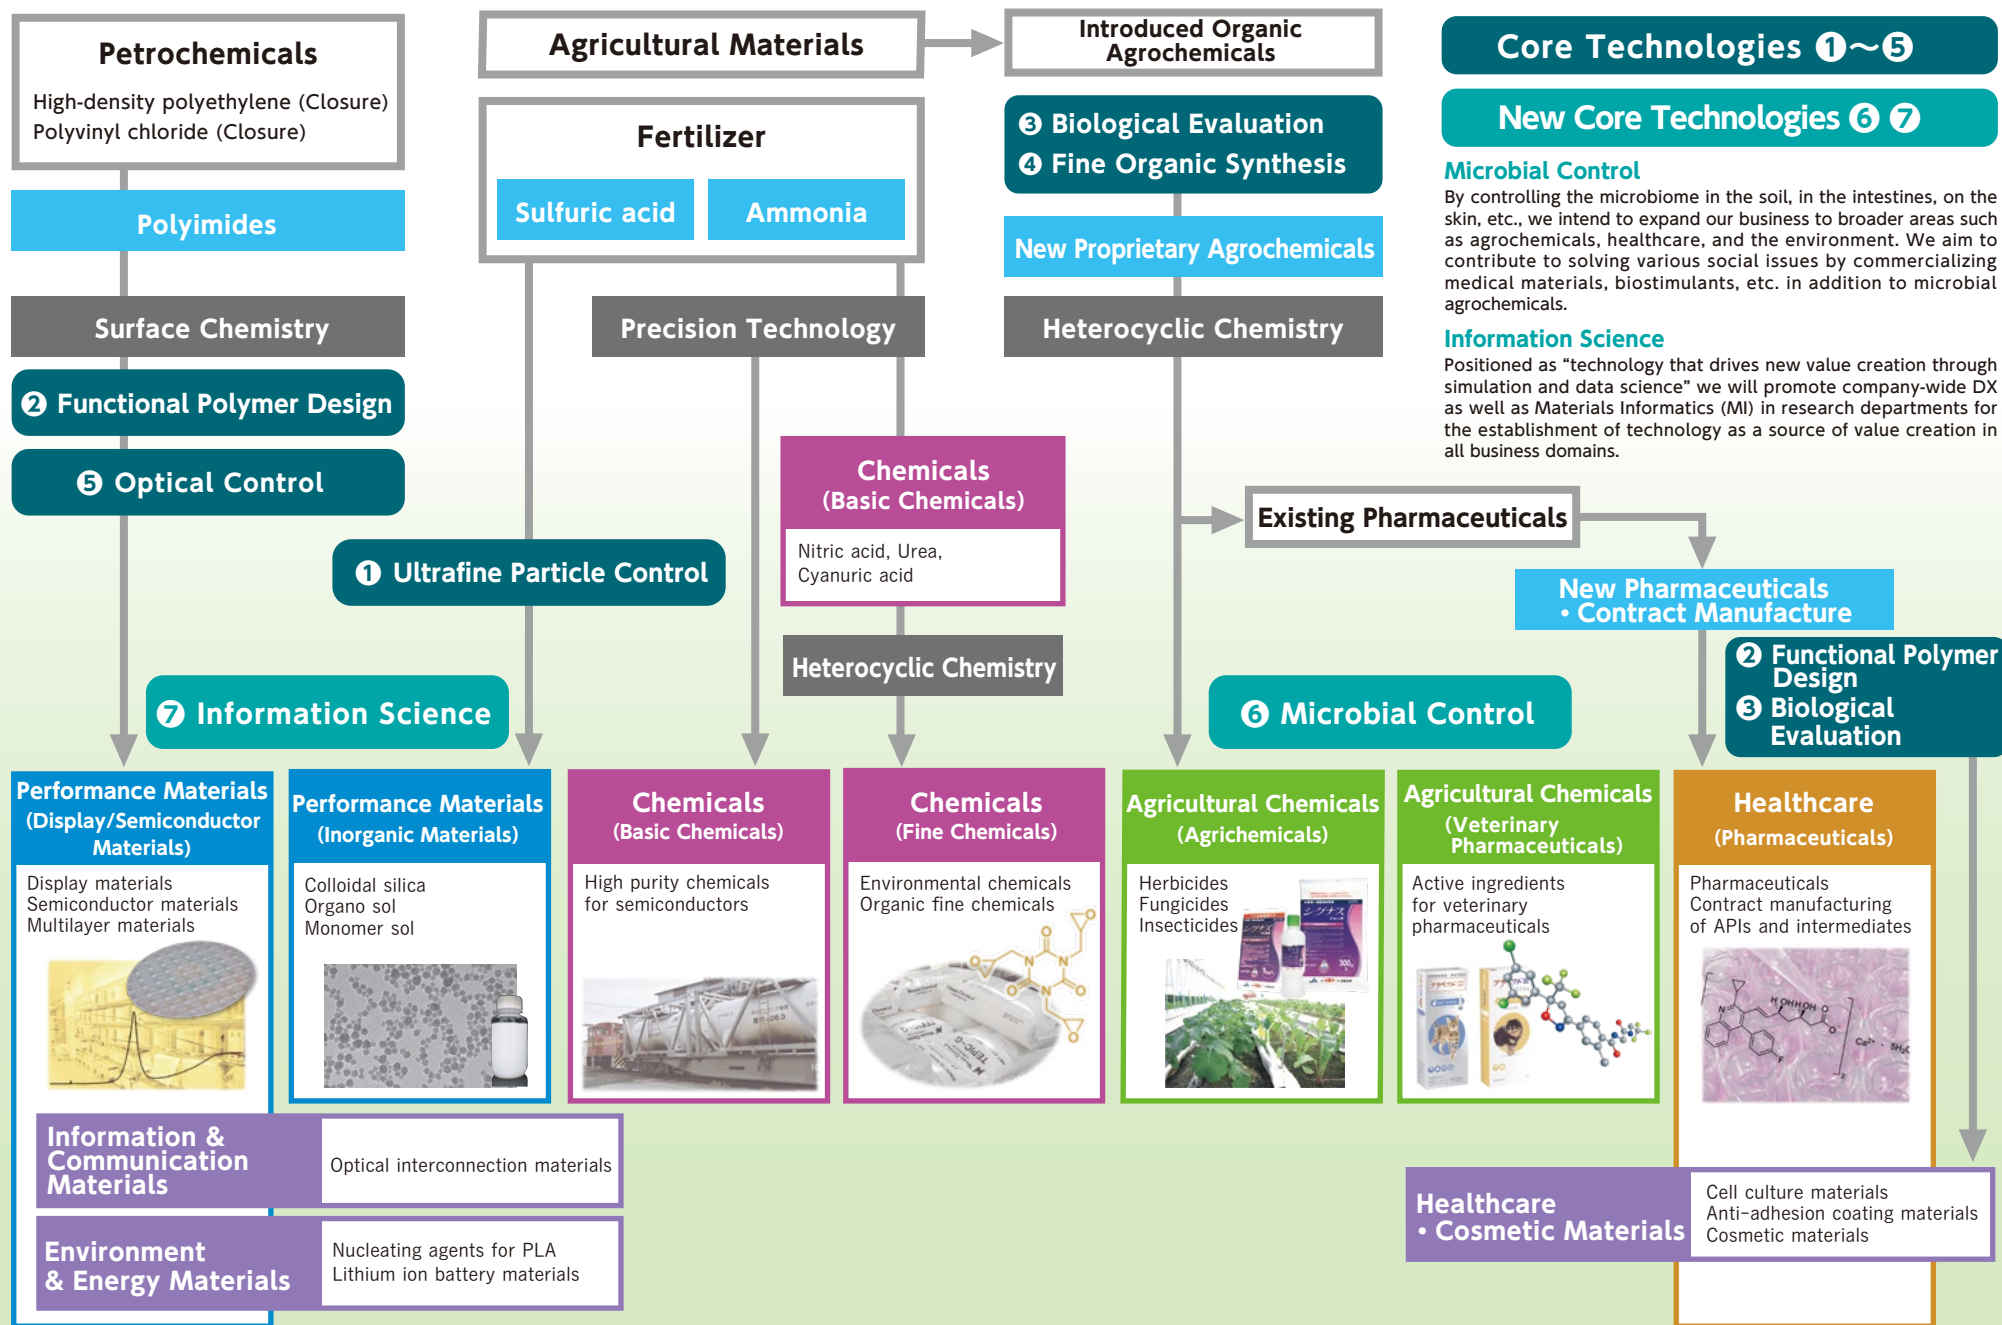 Petrochemicals
High-density polyethylene (Closure)
Polyvinyl chloride (Closure)
Polyimides
Surface Chemistry
❷ Functional Polymer Design
❺ Optical Control
Agricultural Materials
Fertilizer
Sulfuric acid
Ammonia
Precision Technology
Chemicals
(Basic Chemicals)
Nitric acid, Urea,
Cyanuric acid
❶ Ultrafine Particle Control
Heterocyclic Chemistry
Introduced Organic
Agrochemicals
❸ Biological Evaluation
❹ Fine Organic Synthesis
New Proprietary Agrochemicals
Heterocyclic Chemistry
Core Technologies ❶～❺
New Core Technologies ❻ ❼
Microbial Control
By controlling the microbiome in the soil, in the intestines, on the
skin, etc., we intend to expand our business to broader areas such
as agrochemicals, healthcare, and the environment. We aim to
contribute to solving various social issues by commercializing
medical materials, biostimulants, etc. in addition to microbial
agrochemicals.
Information Science
Positioned as “technology that drives new value creation through
simulation and data science” we will promote company-wide DX
as well as Materials Informatics (MI) in research departments for
the establishment of technology as a source of value creation in
all business domains.
Existing Pharmaceuticals
New Pharmaceuticals
• Contract Manufacture
❷ Functional Polymer
Design
❸ Biological
Evaluation
❼ Information Science
❻ Microbial Control
Performance Materials
(Display/Semiconductor
Materials)
Display materials
Semiconductor materials
Multilayer materials
Performance Materials
(Inorganic Materials)
Colloidal silica
Organo sol
Monomer sol
Chemicals
(Basic Chemicals)
High purity chemicals
for semiconductors
Chemicals
(Fine Chemicals)
Environmental chemicals
Organic fine chemicals
TEPIC-G
Agricultural Chemicals
(Agrichemicals)
Herbicides
Fungicides
Insecticides
シグナス
Agricultural Chemicals
(Veterinary
Pharmaceuticals)
Active ingredients
for veterinary
pharmaceuticals
Healthcare
(Pharmaceuticals)
Pharmaceuticals
Contract manufacturing
of APIs and intermediates
Information &
Communication
Materials
Optical interconnection materials
Environment
& Energy Materials
Nucleating agents for PLA
Lithium ion battery materials
Healthcare
• Cosmetic Materials
Cell culture materials
Anti-adhesion coating materials
Cosmetic materials